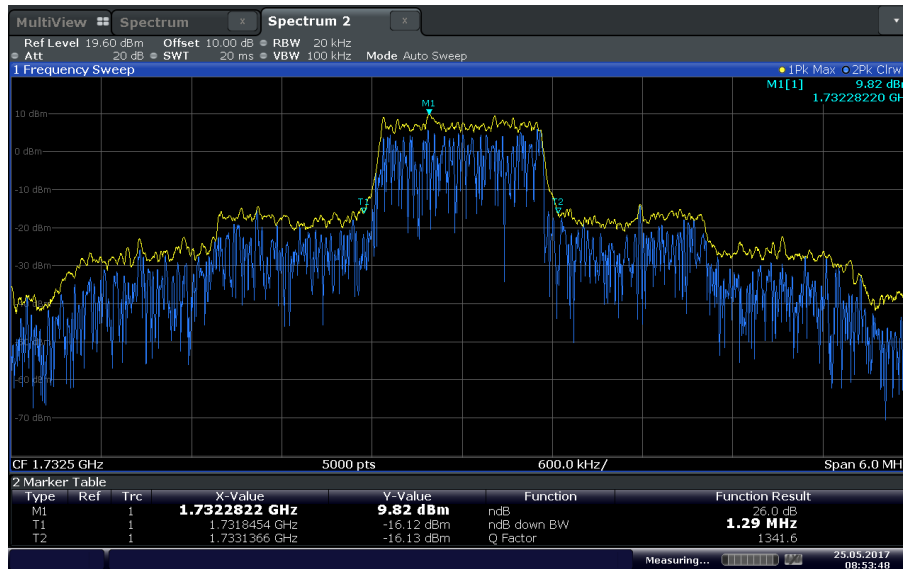 MultiView Spectrum x Spectrum 2 x
Ref Level 19.60 dBm Offset 10.00 dB RBW 20 kHz
Att 20 dB SWT 20 ms VBW 100 kHz Mode Auto Sweep
1 Frequency Sweep 1Pk Max 2Pk Clrw
M1[1] 9.82 dB
1.73228220 GH
M1
10 dBm
0 dBm
-10 dBm
T1 T2
-20 dBm
-30 dBm
-60 dBm
-70 dBm
CF 1.7325 GHz 5000 pts 600.0 kHz/ Span 6.0 MH
2 Marker Table
Type Ref Trc X-Value Y-Value Function Function Result
M1 1 1.7322822 GHz 9.82 dBm ndB 26.0 dB
T1 1 1.7318454 GHz -16.12 dBm ndB down BW 1.29 MHz
T2 1 1.7331366 GHz -16.13 dBm Q Factor 1341.6
Measuring... 25.05.2017
08:53:48